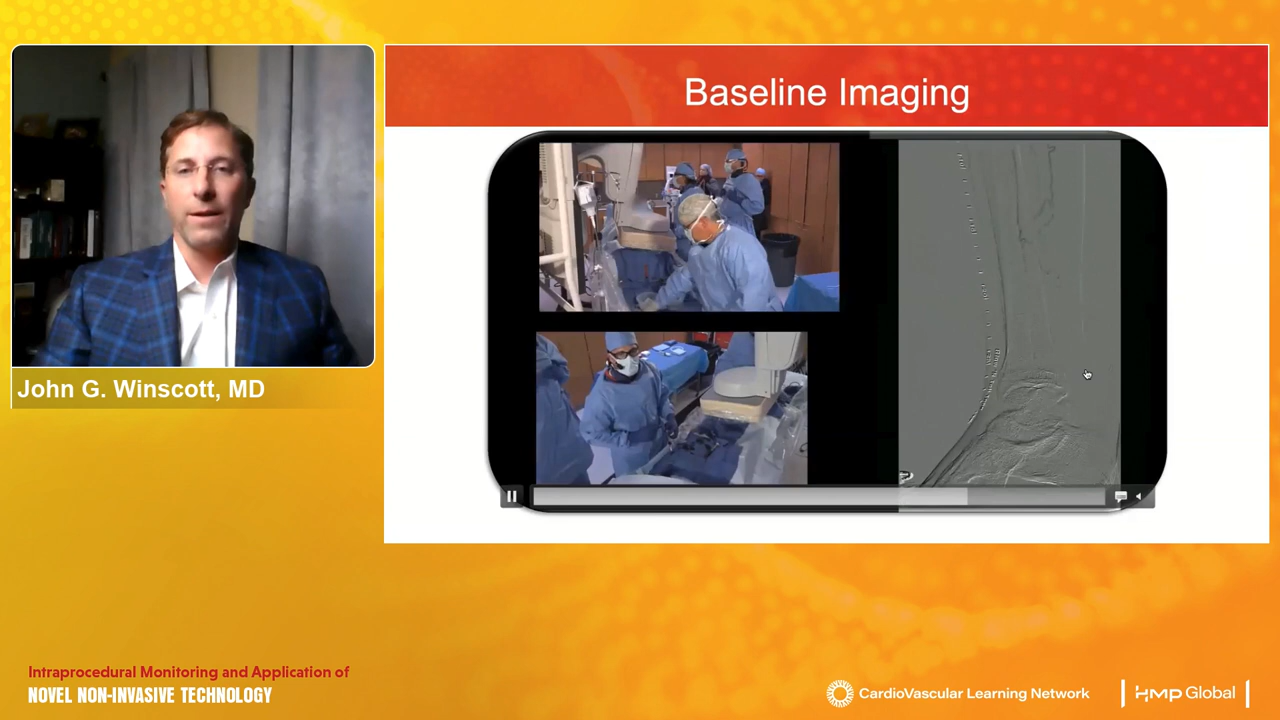 Baseline Imaging
John G. Winscott, MD
Intraprocedural Monitoring and Application of
NOVEL NON-INVASIVE TECHNOLOGY
CardioVascular Learning Network
HMP Global